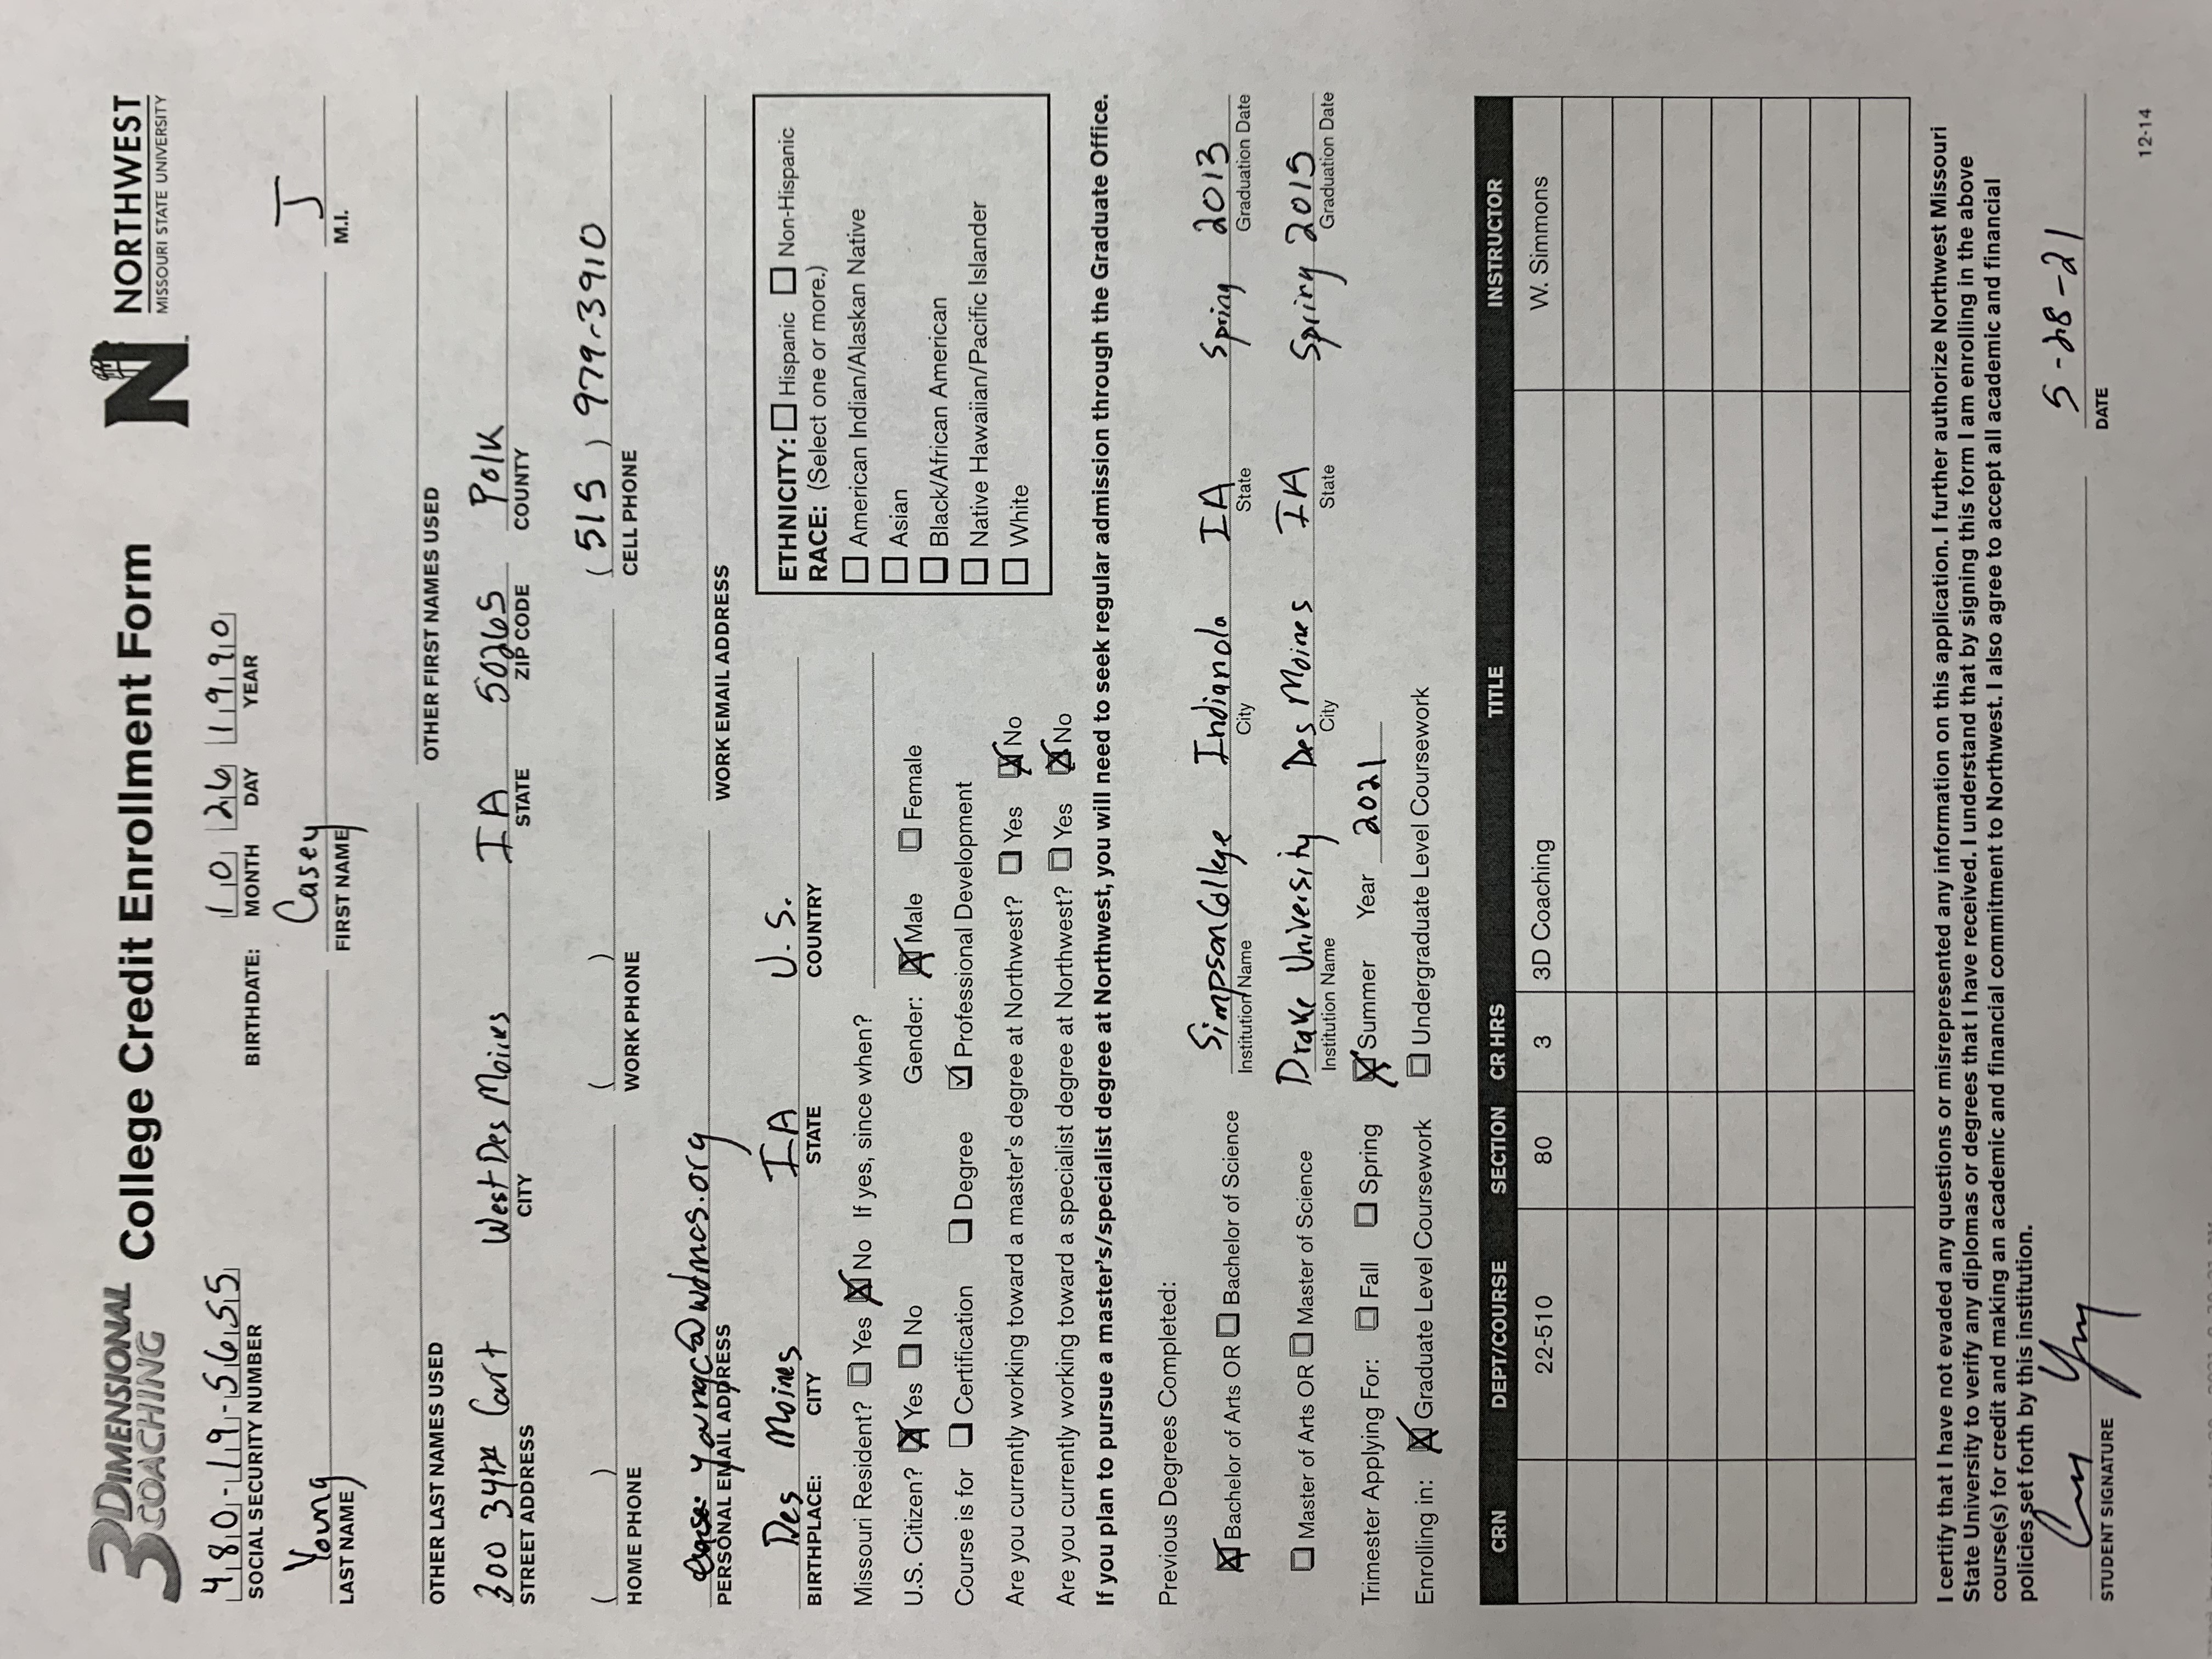 3 DIMENSIONAL COACHING College Credit Enrollment Form N NORTHWEST MISSOURI STATE UNIVERSITY
480-19-5655 10 26 1990
SOCIAL SECURITY NUMBER BIRTHDATE: MONTH DAY YEAR
Young Casey J
LAST NAME FIRST NAME M.I.
OTHER LAST NAMES USED OTHER FIRST NAMES USED
300 34th Court West Des Moines IA 50265 Polk
STREET ADDRESS CITY STATE ZIP CODE COUNTY
( ) ( ) (515) 979-3910
HOME PHONE WORK PHONE CELL PHONE
youngc@wdmcs.org
PERSONAL EMAIL ADDRESS WORK EMAIL ADDRESS
Des Moines IA U.S.
BIRTHPLACE: CITY STATE COUNTRY
ETHNICITY: Hispanic Non-Hispanic
RACE: (Select one or more.)
American Indian/Alaskan Native
Asian
Black/African American
Native Hawaiian/Pacific Islander
White
Missouri Resident? Yes No If yes, since when?
U.S. Citizen? Yes No Gender: Male Female
Course is for Certification Degree Professional Development
Are you currently working toward a master's degree at Northwest? Yes No
Are you currently working toward a specialist degree at Northwest? Yes No
If you plan to pursue a master's/specialist degree at Northwest, you will need to seek regular admission through the Graduate Office.
Previous Degrees Completed:
Bachelor of Arts OR Bachelor of Science Simpson College Indianola IA Spring 2013
Institution Name City State Graduation Date
Master of Arts OR Master of Science Drake University Des Moines IA Spring 2015
Institution Name City State Graduation Date
Trimester Applying For: Fall Spring Summer Year 2021
Enrolling in: Graduate Level Coursework Undergraduate Level Coursework
CRN DEPT/COURSE SECTION CR HRS TITLE INSTRUCTOR
22-510 80 3 3D Coaching W. Simmons
I certify that I have not evaded any questions or misrepresented any information on this application. I further authorize Northwest Missouri
State University to verify any diplomas or degrees that I have received. I understand that by signing this form I am enrolling in the above
course(s) for credit and making an academic and financial commitment to Northwest. I also agree to accept all academic and financial
policies set forth by this institution.
5-28-21
STUDENT SIGNATURE DATE
12-14